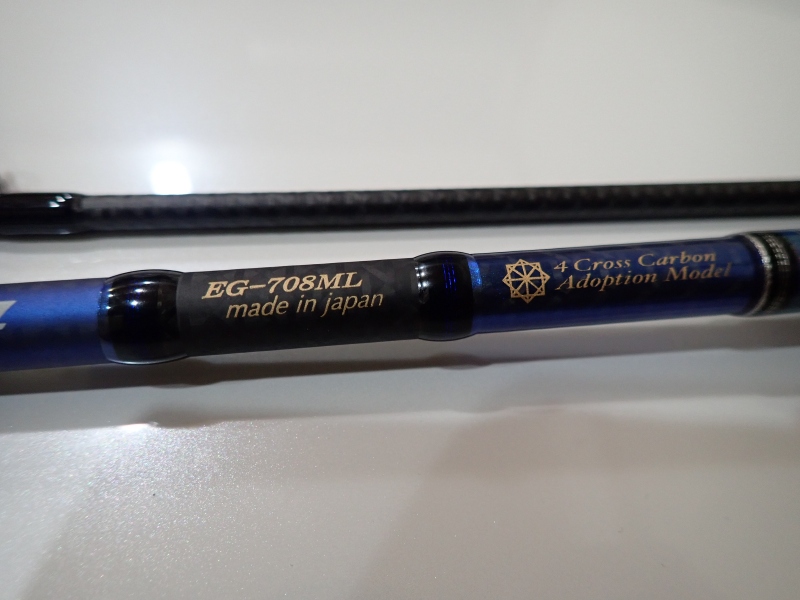 EG-708ML
made in japan
4 Cross Carbon
Adoption Model